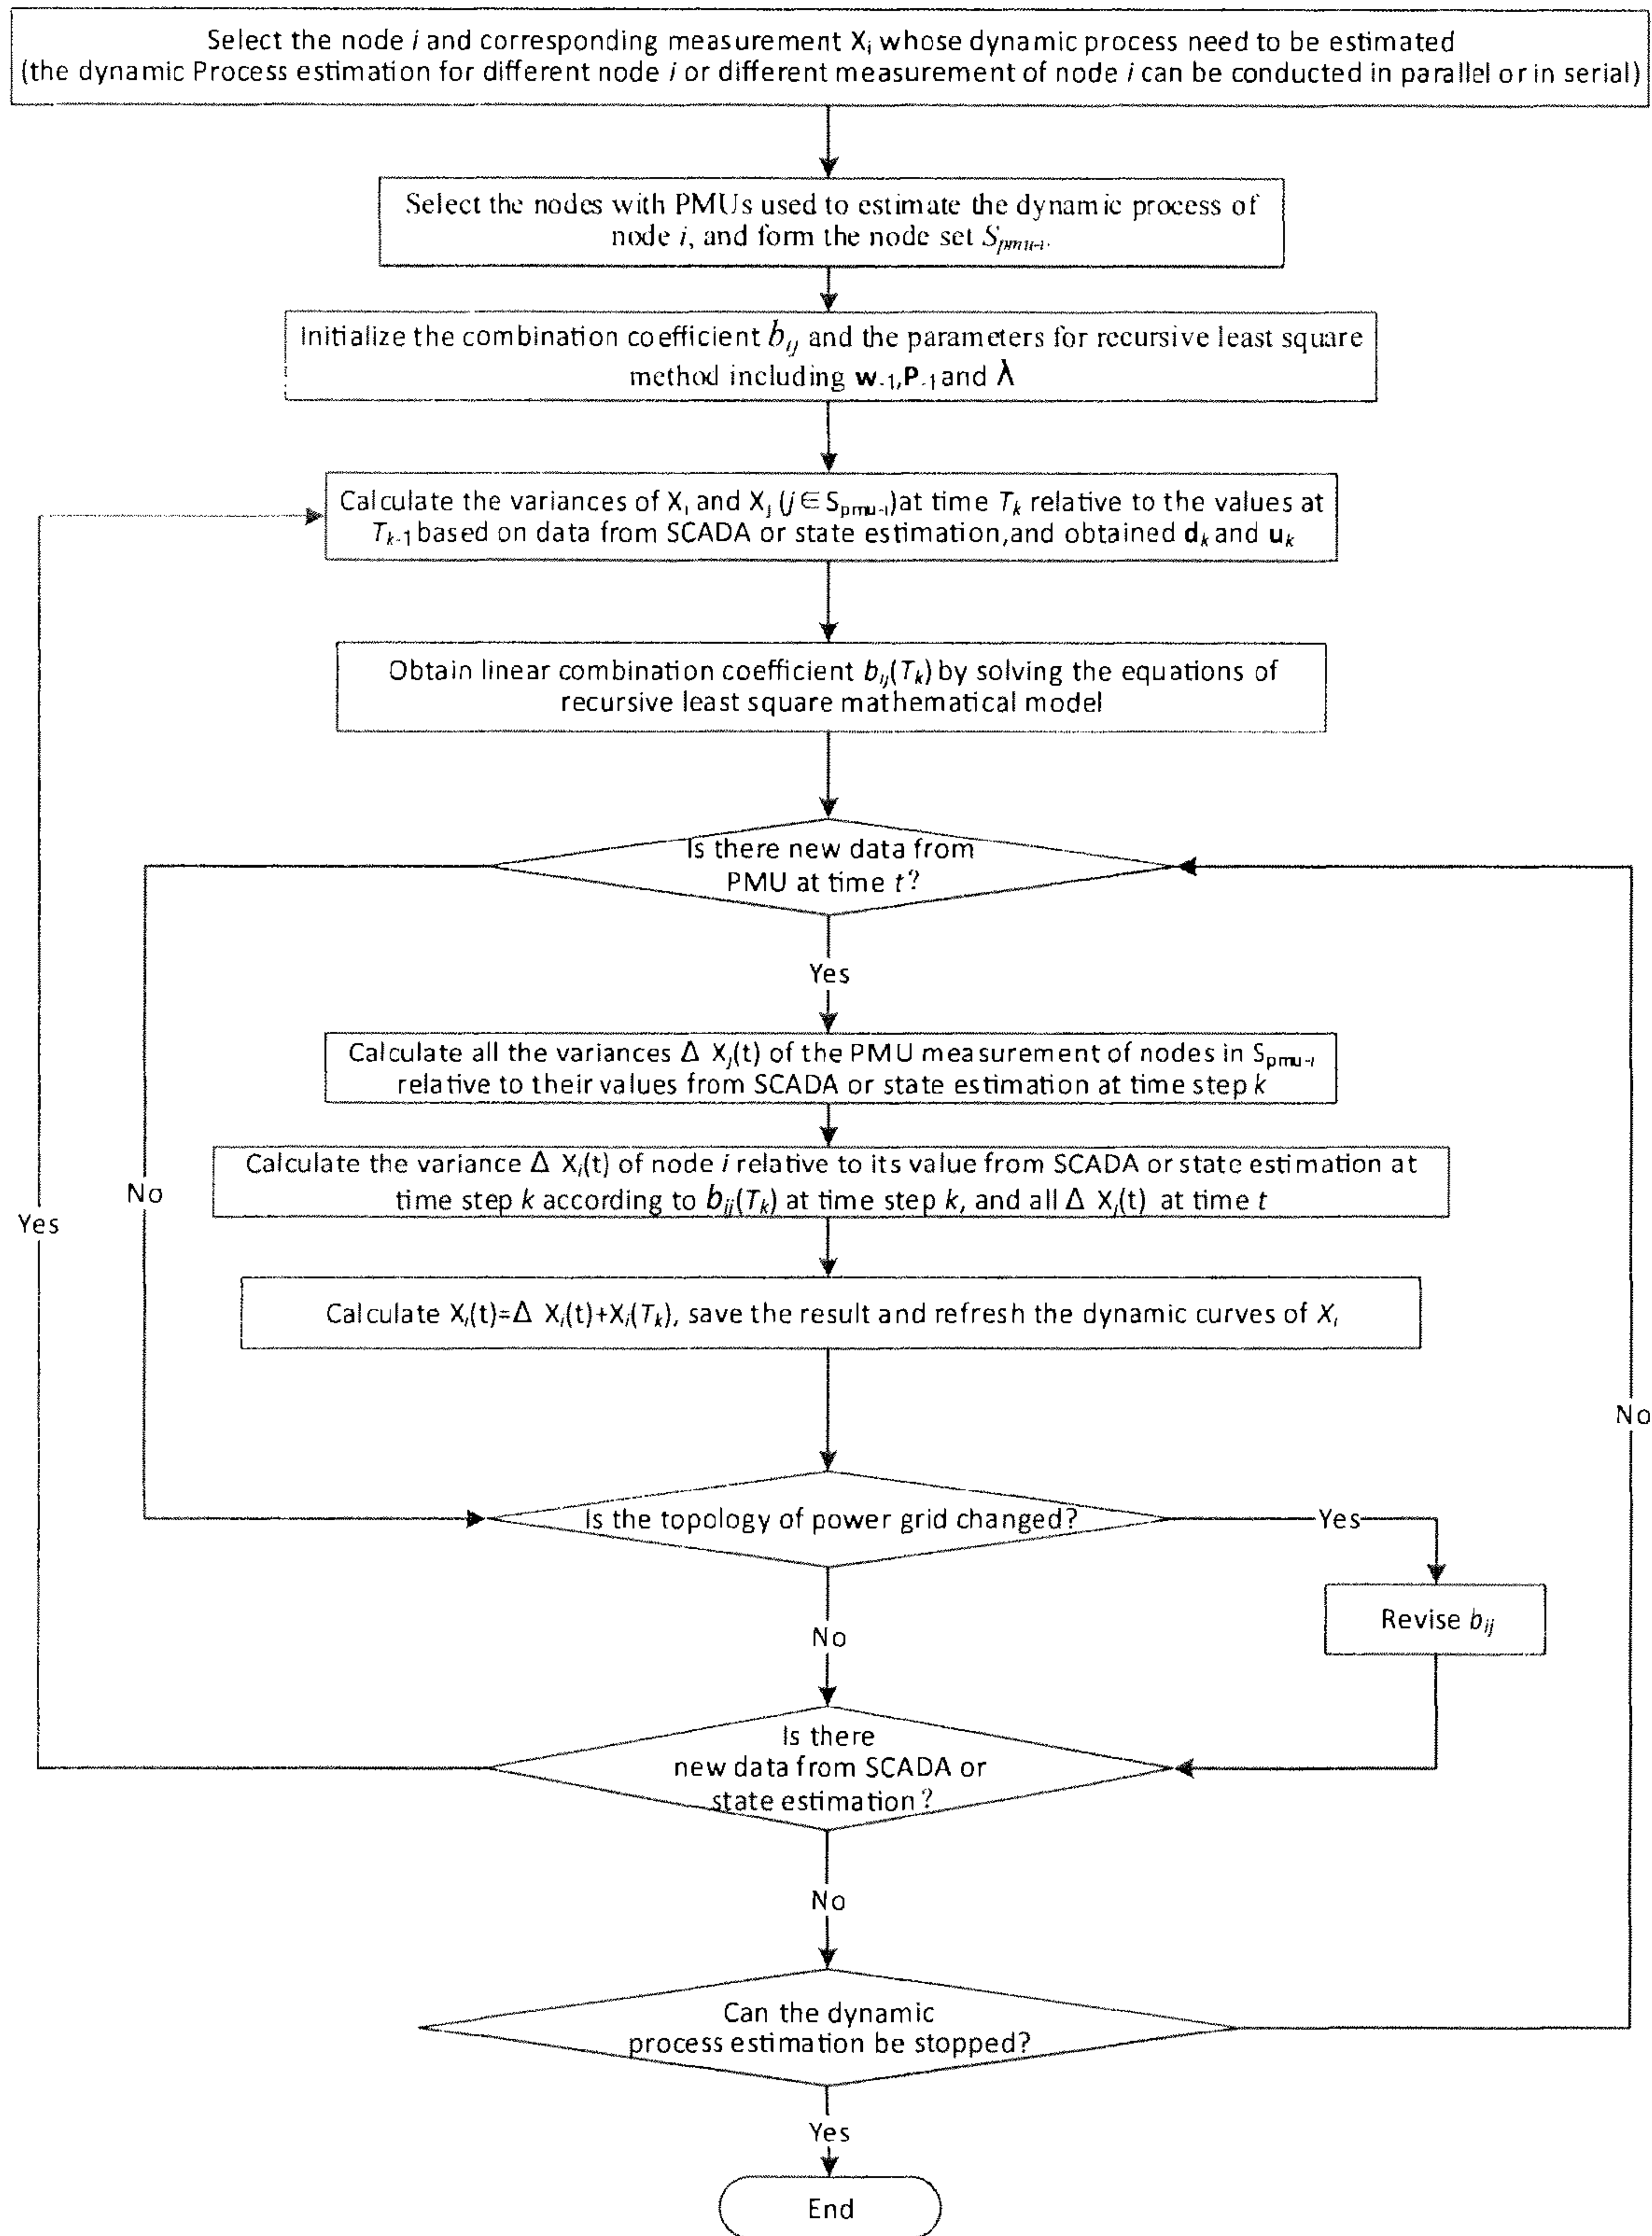 Select the node i and corresponding measurement Xi whose dynamic process need to be estimated
(the dynamic Process estimation for different node i or different measurement of node i can be conducted in parallel or in serial)
Select the nodes with PMUs used to estimate the dynamic process of
node i, and form the node set Spmu-i.
Initialize the combination coefficient bij and the parameters for recursive least square
method including w-1,P-1 and λ
Calculate the variances of Xi and Xj (j∈Spmu-i)at time Tk relative to the values at
Tk-1 based on data from SCADA or state estimation,and obtained dk and uk
Obtain linear combination coefficient bij(Tk) by solving the equations of
recursive least square mathematical model
Is there new data from
PMU at time t?
Yes
Calculate all the variances Δ Xj(t) of the PMU measurement of nodes in Spmu-i
relative to their values from SCADA or state estimation at time step k
Calculate the variance Δ Xi(t) of node i relative to its value from SCADA or state estimation at
time step k according to bij(Tk) at time step k, and all Δ Xj(t) at time t
No
Yes
Calculate Xi(t)=Δ Xi(t)+Xi(Tk), save the result and refresh the dynamic curves of Xi
No
Is the topology of power grid changed?
Yes
Revise bij
No
Is there
new data from SCADA or
state estimation?
No
Can the dynamic
process estimation be stopped?
Yes
End